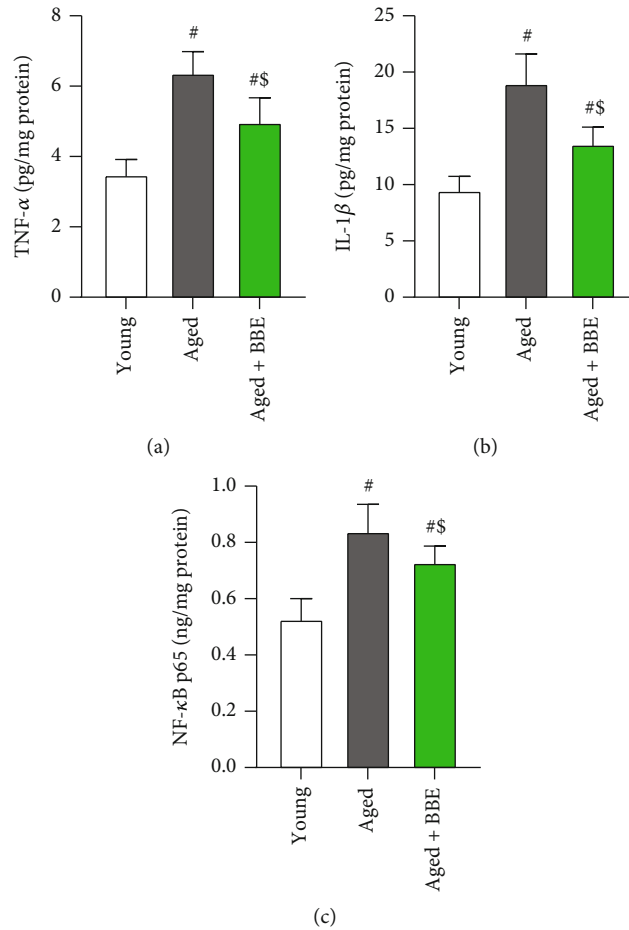 TNF-α (pg/mg protein)
8
6
4
2
0
#
#$
Young
Aged
Aged + BBE
(a)
IL-1β (pg/mg protein)
25
20
15
10
5
0
#
#$
Young
Aged
Aged + BBE
(b)
NF-κB p65 (ng/mg protein)
1.0
0.8
0.6
0.4
0.2
0.0
#
#$
Young
Aged
Aged + BBE
(c)